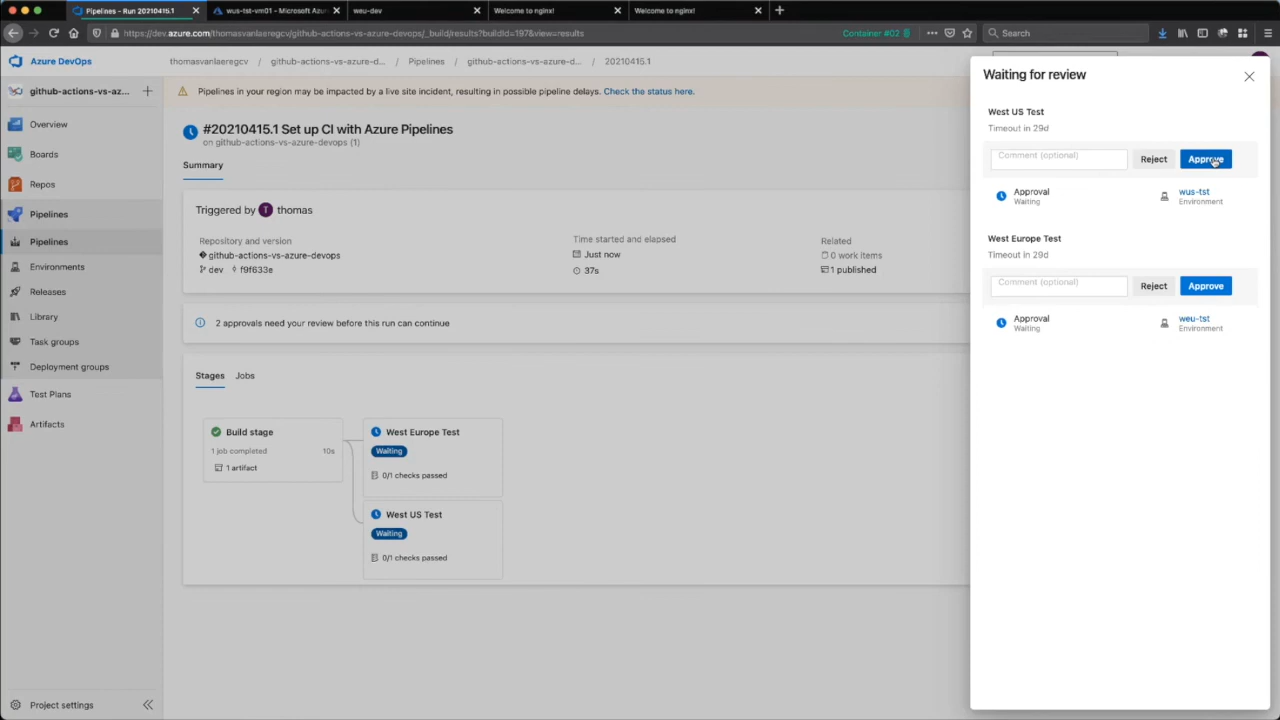 Pipelines - Run 20210415.1
wus-tst-vm01 - Microsoft Azu
weu-dev
Welcome to nginx!
Welcome to nginx!
https://dev.azure.com/thomasvanlaeregcv/github-actions-vs-azure-devops/_build/results?buildId=197&view=results
Container #02
Search
Azure DevOps
thomasvanlaeregcv / github-actions-vs-azure-d... / Pipelines / github-actions-vs-azure-d... / 20210415.1
github-actions-vs-az...
Overview
Boards
Repos
Pipelines
Pipelines
Environments
Releases
Library
Task groups
Deployment groups
Test Plans
Artifacts
Project settings
Pipelines in your region may be impacted by a live site incident, resulting in possible pipeline delays. Check the status here.
#20210415.1 Set up CI with Azure Pipelines
on github-actions-vs-azure-devops (1)
Summary
Triggered by T thomas
Repository and version
github-actions-vs-azure-devops
dev f9f633e
Time started and elapsed
Just now
37s
Related
0 work items
1 published
2 approvals need your review before this run can continue
Stages Jobs
Build stage
1 job completed 10s
1 artifact
West Europe Test
Waiting
0/1 checks passed
West US Test
Waiting
0/1 checks passed
Waiting for review
West US Test
Timeout in 29d
Comment (optional) Reject Approve
Approval
Waiting
wus-tst
Environment
West Europe Test
Timeout in 29d
Comment (optional) Reject Approve
Approval
Waiting
weu-tst
Environment